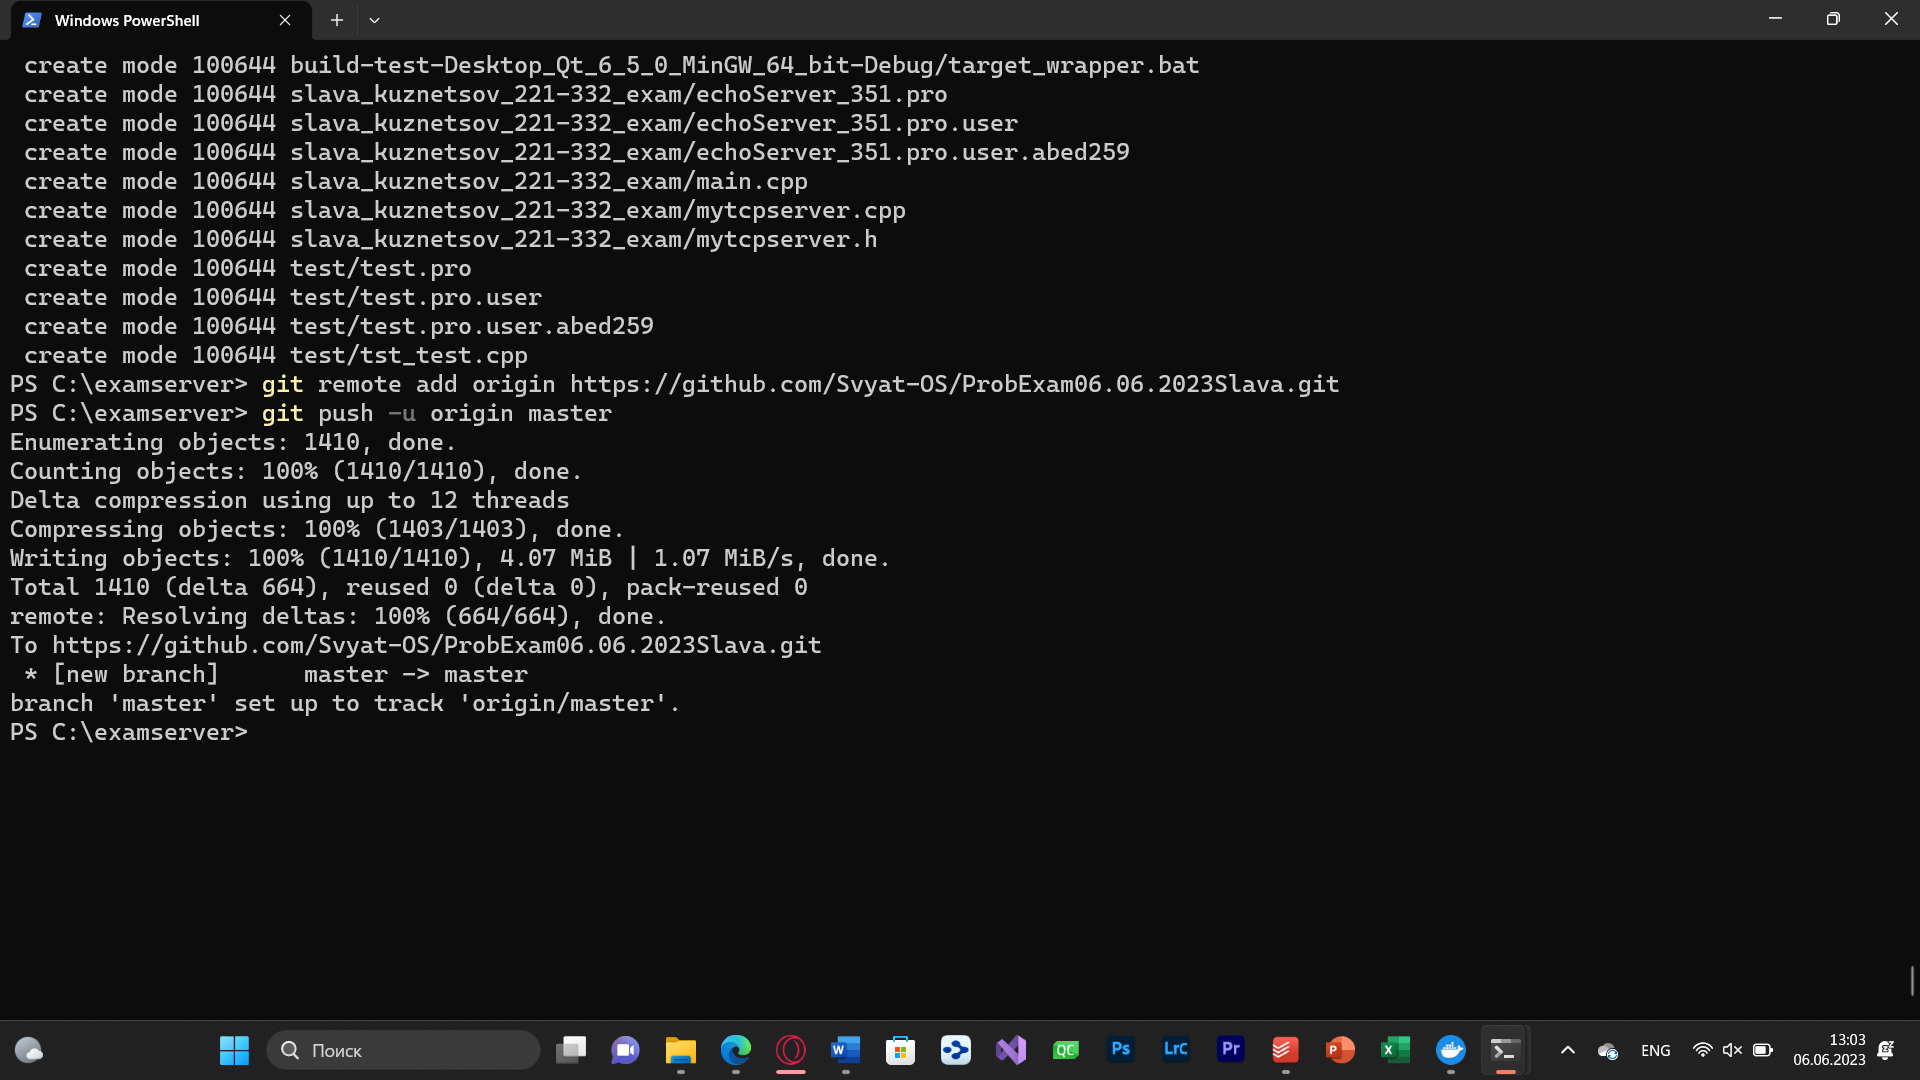 Windows PowerShell
create mode 100644 build-test-Desktop_Qt_6_5_0_MinGW_64_bit-Debug/target_wrapper.bat
create mode 100644 slava_kuznetsov_221-332_exam/echoServer_351.pro
create mode 100644 slava_kuznetsov_221-332_exam/echoServer_351.pro.user
create mode 100644 slava_kuznetsov_221-332_exam/echoServer_351.pro.user.abed259
create mode 100644 slava_kuznetsov_221-332_exam/main.cpp
create mode 100644 slava_kuznetsov_221-332_exam/mytcpserver.cpp
create mode 100644 slava_kuznetsov_221-332_exam/mytcpserver.h
create mode 100644 test/test.pro
create mode 100644 test/test.pro.user
create mode 100644 test/test.pro.user.abed259
create mode 100644 test/tst_test.cpp
PS C:\examserver> git remote add origin https://github.com/Svyat-OS/ProbExam06.06.2023Slava.git
PS C:\examserver> git push -u origin master
Enumerating objects: 1410, done.
Counting objects: 100% (1410/1410), done.
Delta compression using up to 12 threads
Compressing objects: 100% (1403/1403), done.
Writing objects: 100% (1410/1410), 4.07 MiB | 1.07 MiB/s, done.
Total 1410 (delta 664), reused 0 (delta 0), pack-reused 0
remote: Resolving deltas: 100% (664/664), done.
To https://github.com/Svyat-OS/ProbExam06.06.2023Slava.git
* [new branch]      master -> master
branch 'master' set up to track 'origin/master'.
PS C:\examserver>
Поиск
W
QC
Ps
LrC
Pr
P
X
ENG
13:03
06.06.2023